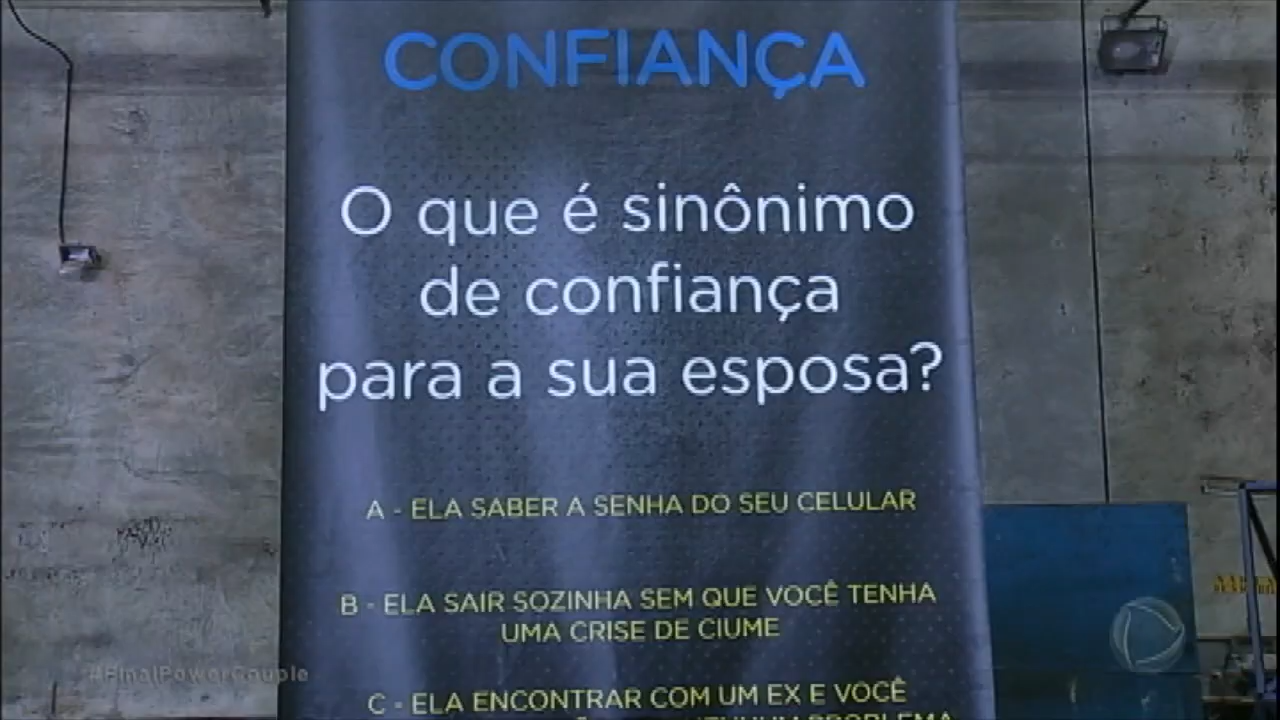 CONFIANÇA
O que é sinônimo
de confiança
para a sua esposa?
A - ELA SABER A SENHA DO SEU CELULAR
B - ELA SAIR SOZINHA SEM QUE VOCÊ TENHA
UMA CRISE DE CIUME
C - ELA ENCONTRAR COM UM EX E VOCÊ
PROBLEMA
#FinalPowerCouple